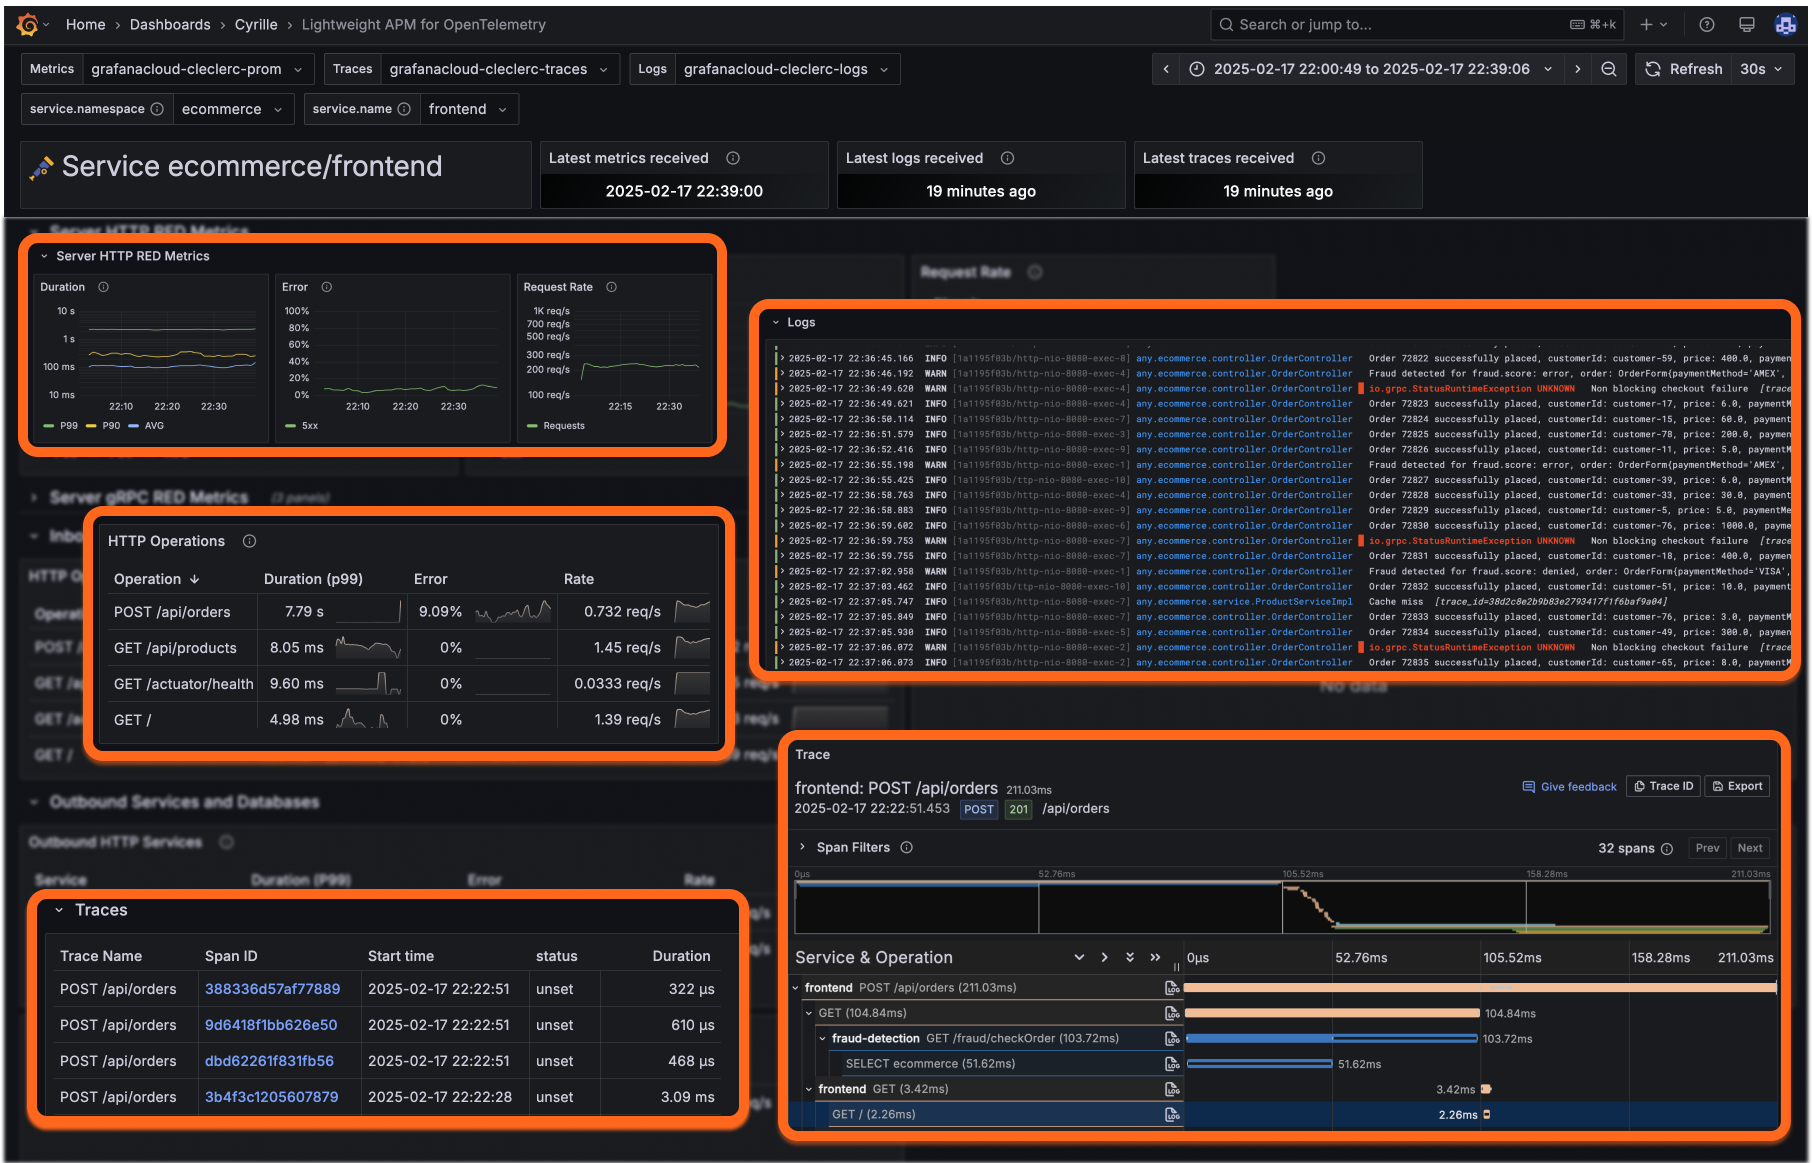 Home › Dashboards › Cyrille › Lightweight APM for OpenTelemetry
Search or jump to...
⌘+k
Metrics grafanacloud-cleclerc-prom
Traces grafanacloud-cleclerc-traces
Logs grafanacloud-cleclerc-logs
2025-02-17 22:00:49 to 2025-02-17 22:39:06
Refresh 30s
service.namespace ecommerce
service.name frontend
Service ecommerce/frontend
Latest metrics received
2025-02-17 22:39:00
Latest logs received
19 minutes ago
Latest traces received
19 minutes ago
Server HTTP RED Metrics
Request Rate
Server HTTP RED Metrics
Duration
10 s
1 s
100 ms
10 ms
22:10 22:20 22:30
P99 P90 AVG
Error
100%
80%
60%
40%
20%
0%
22:10 22:20 22:30
5xx
Request Rate
1K req/s
700 req/s
500 req/s
300 req/s
200 req/s
100 req/s
22:15 22:30
Requests
Logs
2025-02-17 22:36:45.166 INFO [1a1195f03b/http-nio-8080-exec-8] any.ecommerce.controller.OrderController Order 72822 successfully placed, customerId: customer-59, price: 400.0, paymen
2025-02-17 22:36:46.192 WARN [1a1195f03b/http-nio-8080-exec-4] any.ecommerce.controller.OrderController Fraud detected for fraud.score: error, order: OrderForm{paymentMethod='AMEX',
2025-02-17 22:36:49.620 WARN [1a1195f03b/http-nio-8080-exec-4] any.ecommerce.controller.OrderController io.grpc.StatusRuntimeException UNKNOWN Non blocking checkout failure [trac
2025-02-17 22:36:49.621 INFO [1a1195f03b/http-nio-8080-exec-4] any.ecommerce.controller.OrderController Order 72823 successfully placed, customerId: customer-17, price: 6.0, payment
2025-02-17 22:36:50.114 INFO [1a1195f03b/http-nio-8080-exec-7] any.ecommerce.controller.OrderController Order 72824 successfully placed, customerId: customer-15, price: 60.0, paymen
2025-02-17 22:36:51.579 INFO [1a1195f03b/http-nio-8080-exec-3] any.ecommerce.controller.OrderController Order 72825 successfully placed, customerId: customer-78, price: 200.0, payment
2025-02-17 22:36:52.416 INFO [1a1195f03b/http-nio-8080-exec-9] any.ecommerce.controller.OrderController Order 72826 successfully placed, customerId: customer-11, price: 5.0, payment
2025-02-17 22:36:55.198 WARN [1a1195f03b/http-nio-8080-exec-1] any.ecommerce.controller.OrderController Fraud detected for fraud.score: error, order: OrderForm{paymentMethod='AMEX',
2025-02-17 22:36:55.425 INFO [1a1195f03b/ttp-nio-8080-exec-10] any.ecommerce.controller.OrderController Order 72827 successfully placed, customerId: customer-39, price: 6.0, payment
2025-02-17 22:36:58.763 INFO [1a1195f03b/http-nio-8080-exec-4] any.ecommerce.controller.OrderController Order 72828 successfully placed, customerId: customer-33, price: 30.0, payment
2025-02-17 22:36:58.883 INFO [1a1195f03b/http-nio-8080-exec-9] any.ecommerce.controller.OrderController Order 72829 successfully placed, customerId: customer-5, price: 5.0, paymentMe
2025-02-17 22:36:59.602 INFO [1a1195f03b/http-nio-8080-exec-6] any.ecommerce.controller.OrderController Order 72830 successfully placed, customerId: customer-76, price: 1000.0, payme
2025-02-17 22:36:59.753 WARN [1a1195f03b/http-nio-8080-exec-7] any.ecommerce.controller.OrderController io.grpc.StatusRuntimeException UNKNOWN Non blocking checkout failure [trac
2025-02-17 22:36:59.755 INFO [1a1195f03b/http-nio-8080-exec-7] any.ecommerce.controller.OrderController Order 72831 successfully placed, customerId: customer-18, price: 400.0, paymen
2025-02-17 22:37:02.958 WARN [1a1195f03b/http-nio-8080-exec-1] any.ecommerce.controller.OrderController Fraud detected for fraud.score: denied, order: OrderForm{paymentMethod='VISA',
2025-02-17 22:37:03.462 INFO [1a1195f03b/ttp-nio-8080-exec-10] any.ecommerce.controller.OrderController Order 72832 successfully placed, customerId: customer-51, price: 10.0, payment
2025-02-17 22:37:05.747 INFO [1a1195f03b/http-nio-8080-exec-7] any.ecommerce.service.ProductServiceImpl Cache miss [trace_id=38d2c8e2b9b83e2793417f1f6baf9a04]
2025-02-17 22:37:05.849 INFO [1a1195f03b/http-nio-8080-exec-7] any.ecommerce.controller.OrderController Order 72833 successfully placed, customerId: customer-76, price: 3.0, paymentM
2025-02-17 22:37:05.930 INFO [1a1195f03b/http-nio-8080-exec-5] any.ecommerce.controller.OrderController Order 72834 successfully placed, customerId: customer-49, price: 300.0, paymen
2025-02-17 22:37:06.072 WARN [1a1195f03b/http-nio-8080-exec-2] any.ecommerce.controller.OrderController io.grpc.StatusRuntimeException UNKNOWN Non blocking checkout failure [trac
2025-02-17 22:37:06.073 INFO [1a1195f03b/http-nio-8080-exec-2] any.ecommerce.controller.OrderController Order 72835 successfully placed, customerId: customer-65, price: 8.0, paymentM
No data
Server gRPC RED Metrics (3 panels)
HTTP Operations
Operation ↓ Duration (p99) Error Rate
POST /api/orders 7.79 s 9.09% 0.732 req/s
GET /api/products 8.05 ms 0% 1.45 req/s
GET /actuator/health 9.60 ms 0% 0.0333 req/s
GET / 4.98 ms 0% 1.39 req/s
Outbound Services and Databases
Outbound HTTP Services
Service Duration (P99) Error Rate
Traces
Trace Name Span ID Start time status Duration
POST /api/orders 388336d57af77889 2025-02-17 22:22:51 unset 322 µs
POST /api/orders 9d6418f1bb626e50 2025-02-17 22:22:51 unset 610 µs
POST /api/orders dbd62261f831fb56 2025-02-17 22:22:51 unset 468 µs
POST /api/orders 3b4f3c1205607879 2025-02-17 22:22:28 unset 3.09 ms
Trace
frontend: POST /api/orders 211.03ms
2025-02-17 22:22:51.453 POST 201 /api/orders
Give feedback Trace ID Export
Span Filters
32 spans Prev Next
0µs 52.76ms 105.52ms 158.28ms 211.03ms
Service & Operation
0µs 52.76ms 105.52ms 158.28ms 211.03ms
frontend POST /api/orders (211.03ms)
GET (104.84ms) 104.84ms
fraud-detection GET /fraud/checkOrder (103.72ms) 103.72ms
SELECT ecommerce (51.62ms) 51.62ms
frontend GET (3.42ms) 3.42ms
GET / (2.26ms) 2.26ms